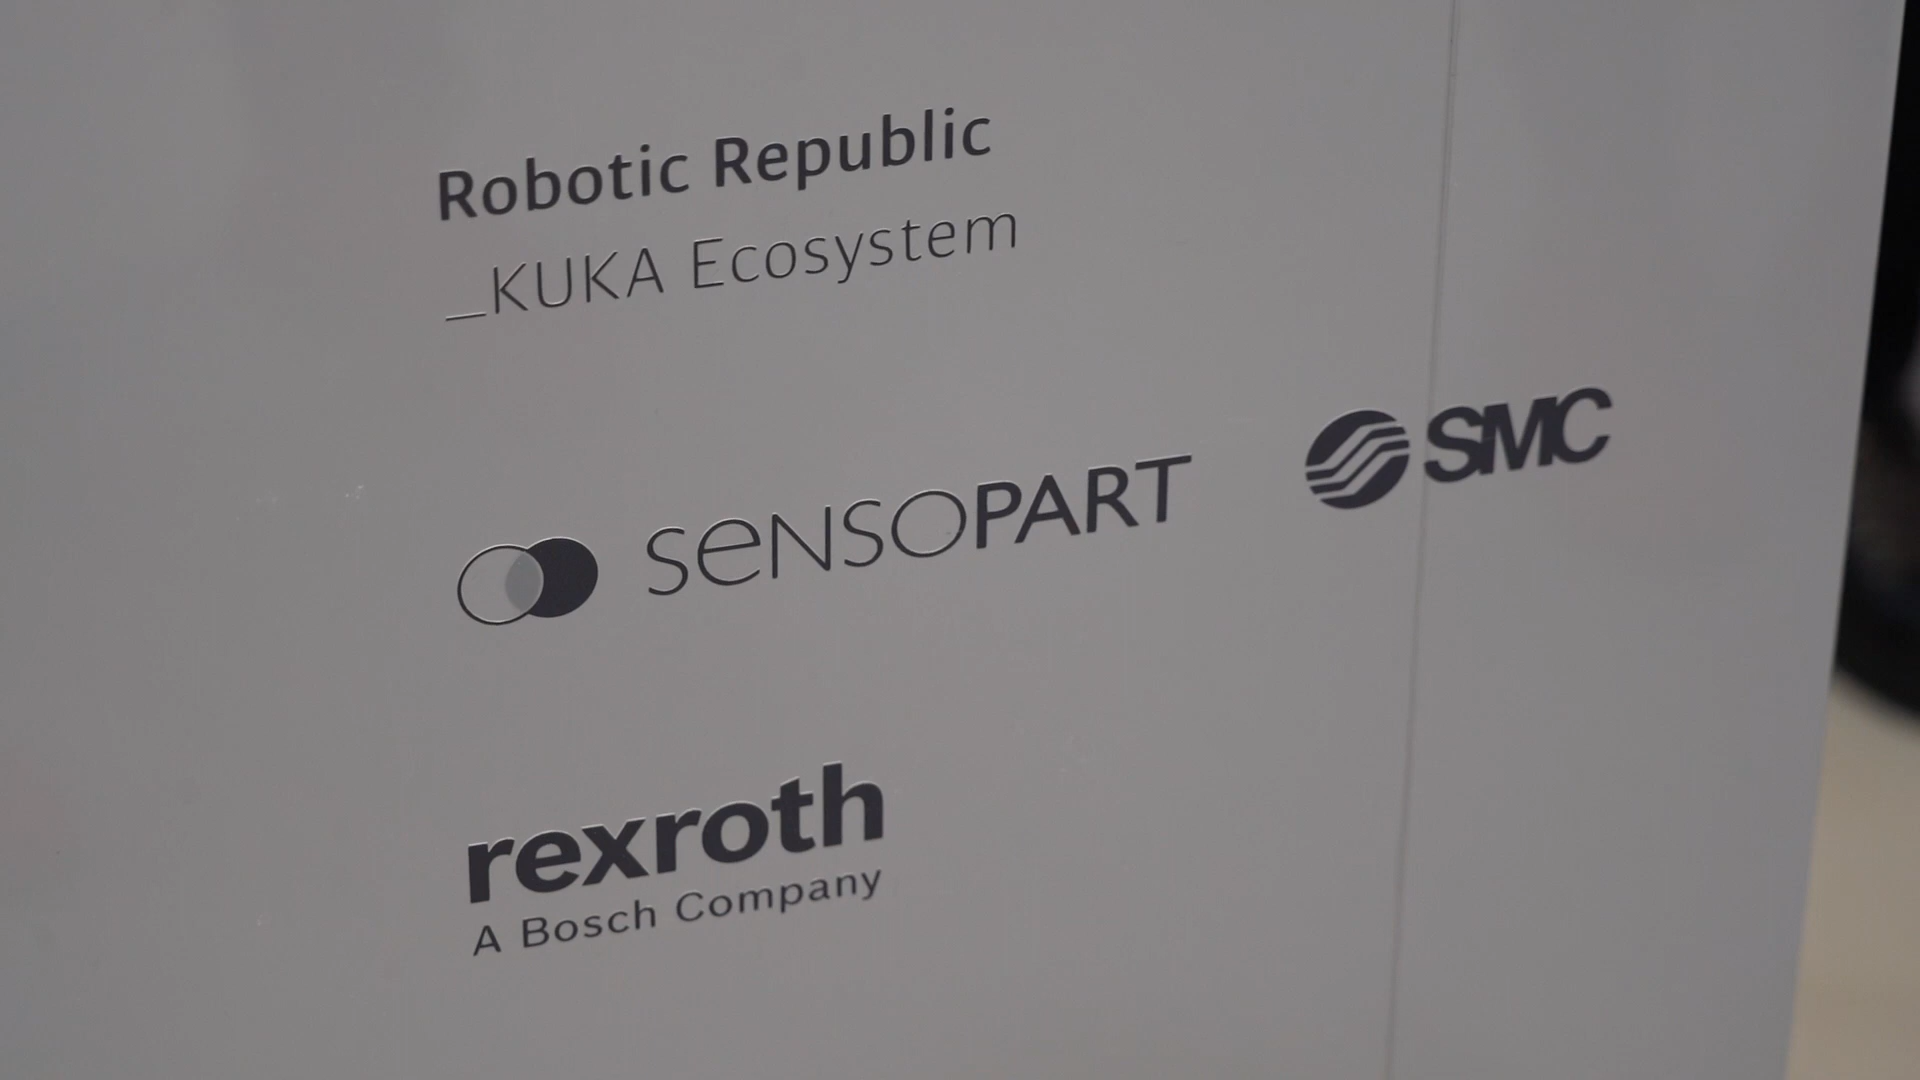 Robotic Republic
_KUKA Ecosystem
SeNSOPART
SMC
rexroth
A Bosch Company